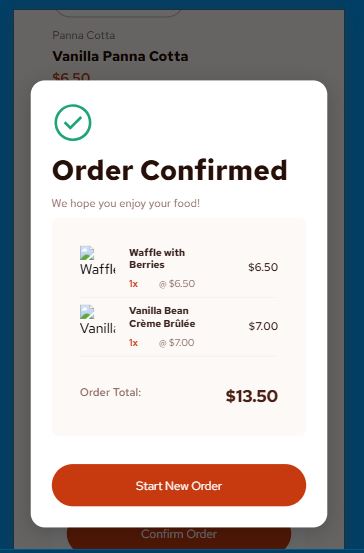 Panna Cotta
Vanilla Panna Cotta
$6.50
Order Confirmed
We hope you enjoy your food!
Waffle
Waffle with
Berries
1x @ $6.50
$6.50
Vanilla
Vanilla Bean
Crème Brûlée
1x @ $7.00
$7.00
Order Total:
$13.50
Start New Order
Confirm Order